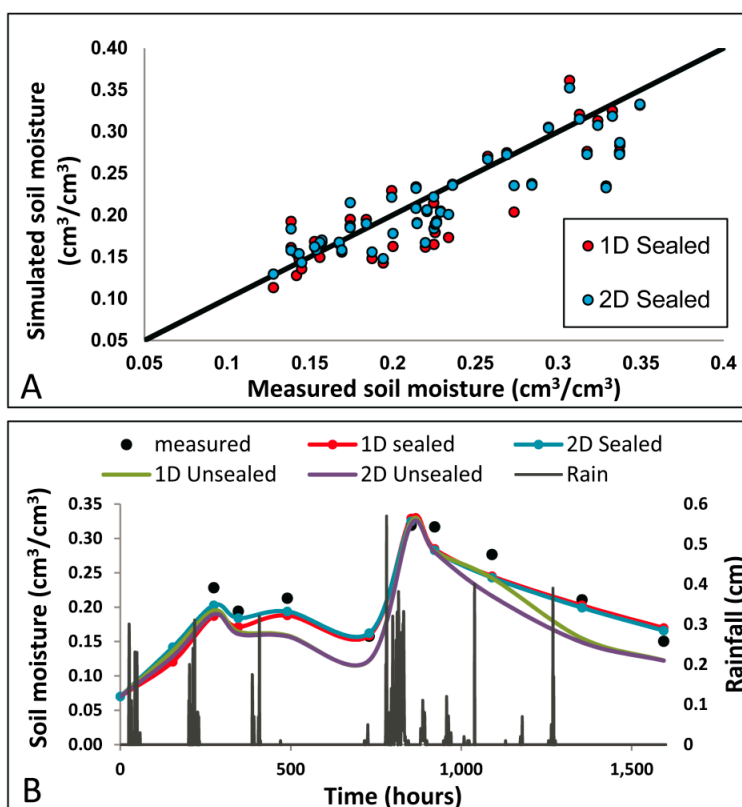 0.40
0.35
0.30
0.25
0.20
0.15
0.10
0.05
Simulated soil moisture
(cm³/cm³)
1D Sealed
2D Sealed
0.05 0.1 0.15 0.2 0.25 0.3 0.35 0.4
A Measured soil moisture (cm³/cm³)
measured 1D sealed 2D Sealed
1D Unsealed 2D Unsealed Rain
0.35 0.6
0.30 0.5
0.25 0.4
0.20 0.3
0.15
0.10 0.2
0.05 0.1
0.00 0
Soil moisture (cm³/cm³)
Rainfall (cm)
0 500 1,000 1,500
B Time (hours)